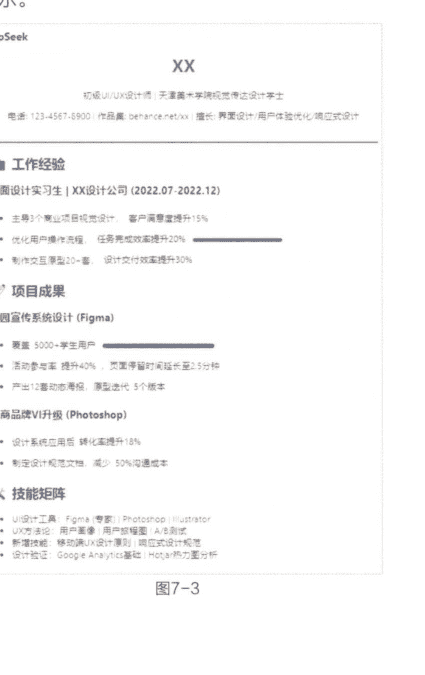 示。
pSeek
XX
初级UI/UX设计师 | 天津美术学院视觉传达设计学士
电话: 123-4567-8900 | 作品集: behance.net/xx | 擅长: 界面设计/用户体验优化/响应式设计
工作经验
面设计实习生 | XX设计公司 (2022.07-2022.12)
• 主导3个商业项目视觉设计， 客户满意度提升15%
• 优化用户操作流程， 任务完成效率提升20%
• 制作交互原型20+套， 设计交付效率提升30%
项目成果
园宣传系统设计 (Figma)
• 覆盖 5000+学生用户
• 活动参与率 提升40% ，页面停留时间延长至2.5分钟
• 产出12套动态海报，原型迭代 5个版本
商品牌VI升级 (Photoshop)
• 设计系统应用后 转化率提升18%
• 制定设计规范文档，减少 50%沟通成本
技能矩阵
• UI设计工具： Figma (专家) | Photoshop | Illustrator
• UX方法论： 用户画像 | 用户旅程图 | A/B测试
• 新增技能： 移动端UX设计原则 | 响应式设计规范
• 设计验证： Google Analytics基础 | Hotjar热力图分析
图7-3